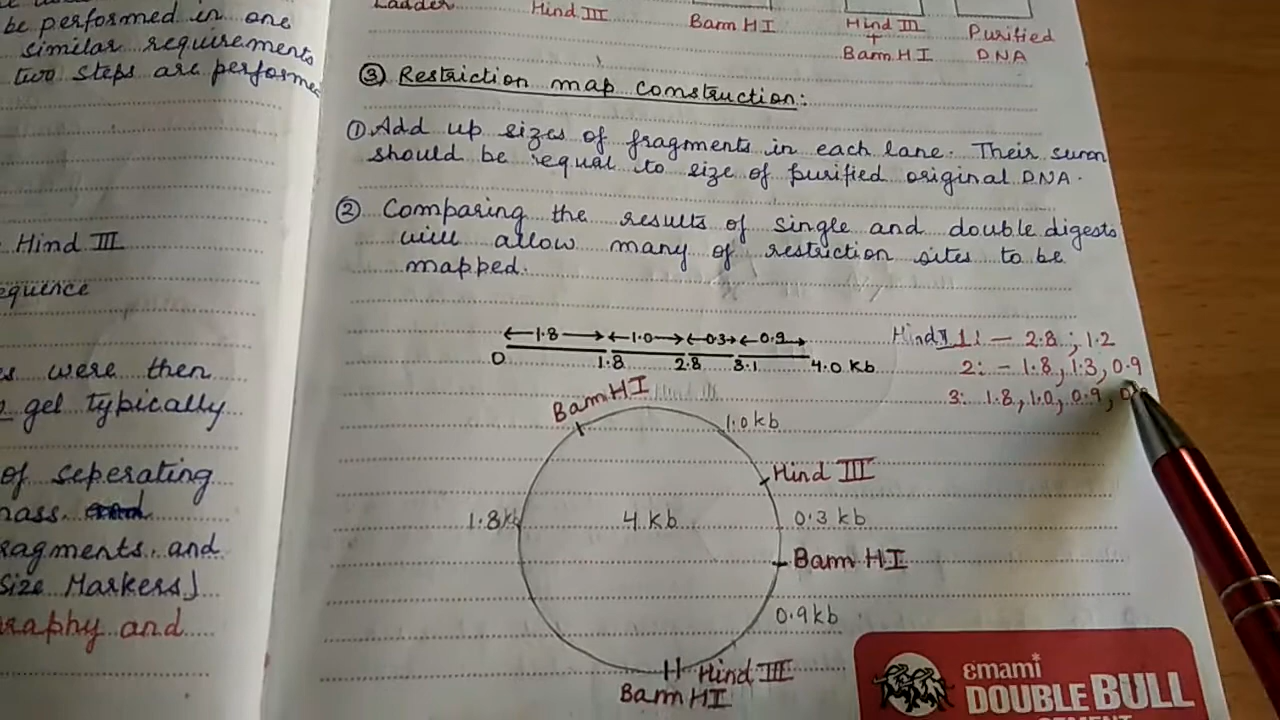 be performed in one
similar requirements
two steps are performe
Hind III
equence
were then
gel typically
of seperating
ragments and
Size Markers]
raphy and
Ladder
Hind III
Bam HI
Hind III
+
Bam HI
Purified
DNA
③ Restriction map construction:
① Add up sizes of fragments in each lane. Their sum
should be equal to size of purified original DNA.
② Comparing the results of single and double digests
will allow many of restriction sites to be
mapped.
1.8 1.0 0.3 0.9
0 1.8 2.8 3.1 4.0 Kb
1: - 2.8, 1.2
2: - 1.8, 1.3, 0.9
3: 1.8, 1.0, 0.9,
Bam HI
1.0 kb
Hind III
1.8 kb
4 kb
0.3 kb
Bam HI
0.9 kb
Hind III
Bam HI
emami
DOUBLE BULL
CEMENT